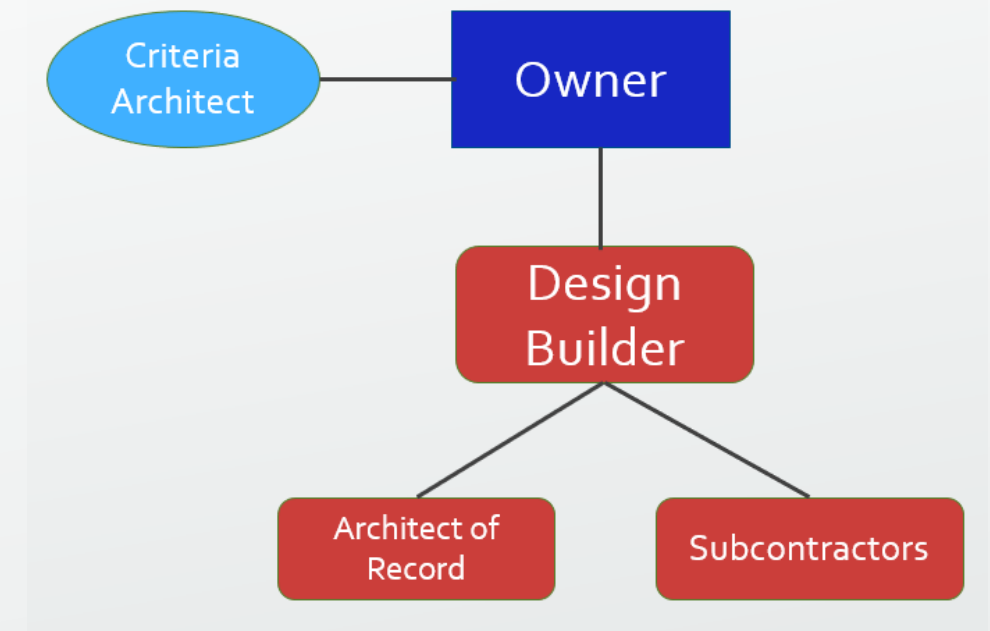 Criteria
Architect
Owner
Design
Builder
Architect of
Record
Subcontractors